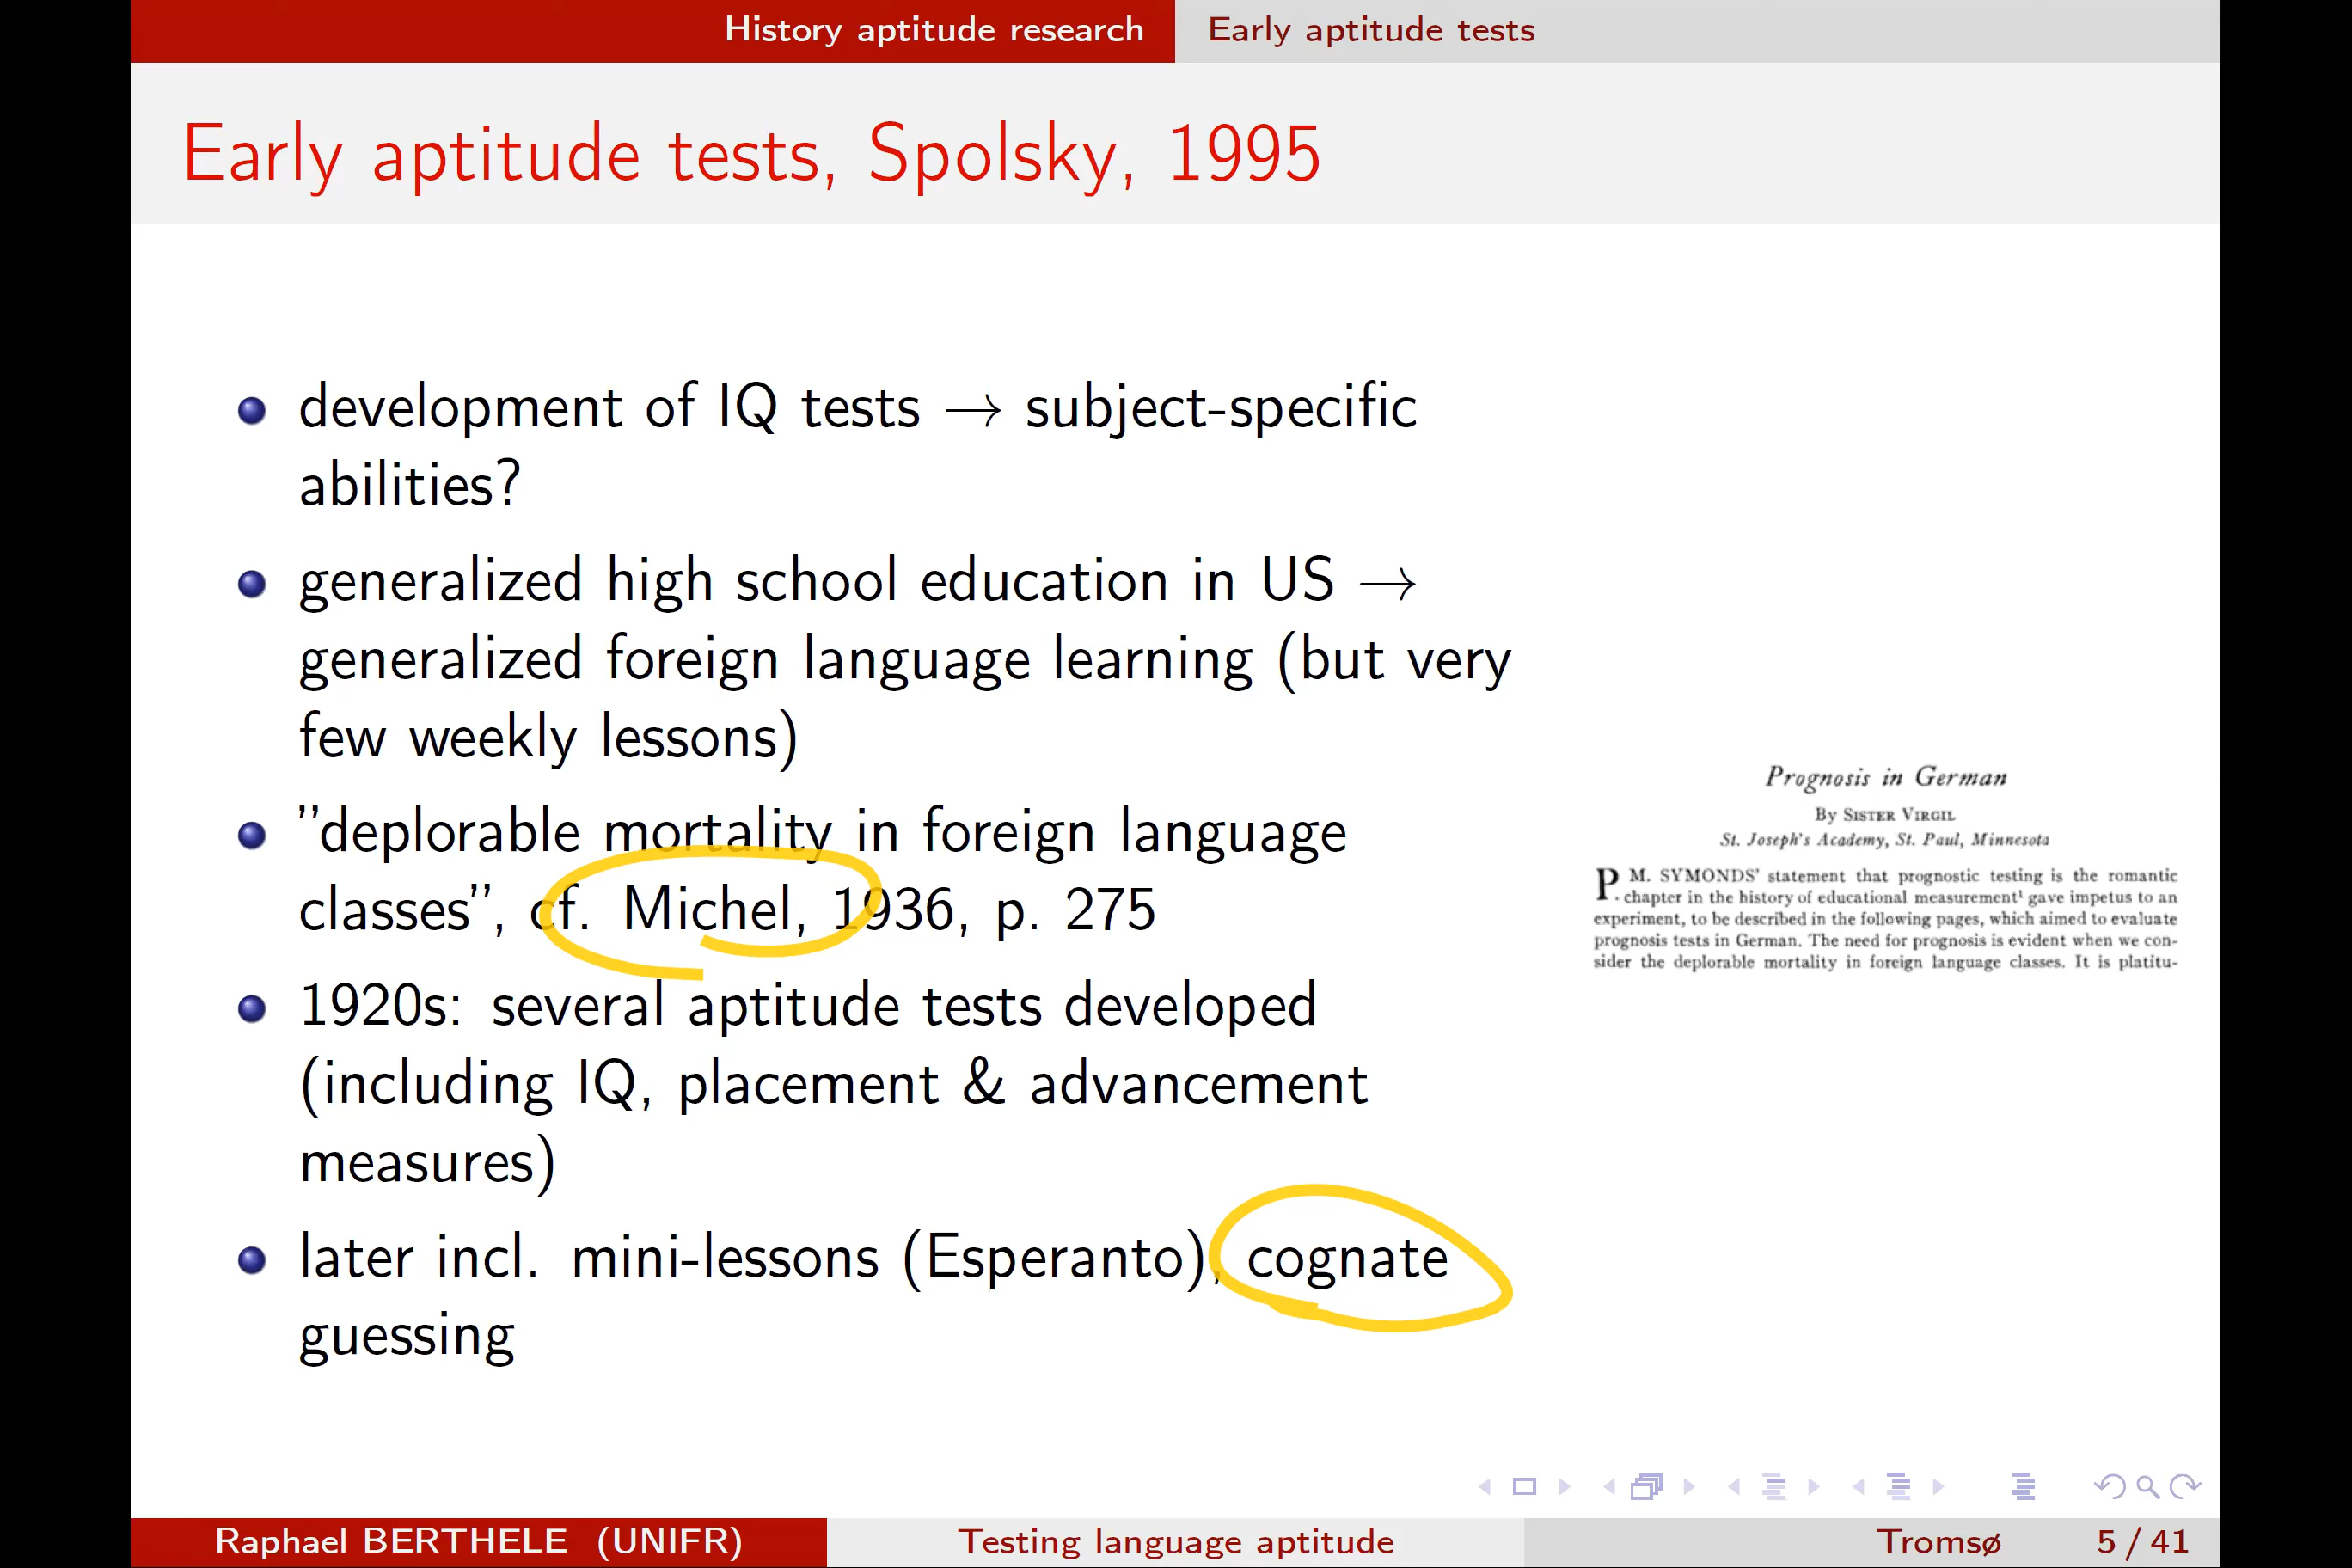 History aptitude research Early aptitude tests
Early aptitude tests, Spolsky, 1995
development of IQ tests → subject-specific
abilities?
generalized high school education in US →
generalized foreign language learning (but very
few weekly lessons)
”deplorable mortality in foreign language
classes”, cf. Michel, 1936, p. 275
1920s: several aptitude tests developed
(including IQ, placement & advancement
measures)
later incl. mini-lessons (Esperanto), cognate
guessing
Prognosis in German
By Sister Virgil
St. Joseph's Academy, St. Paul, Minnesota
P. M. SYMONDS' statement that prognostic testing is the romantic
chapter in the history of educational measurement¹ gave impetus to an
experiment, to be described in the following pages, which aimed to evaluate
prognosis tests in German. The need for prognosis is evident when we con-
sider the deplorable mortality in foreign language classes. It is platitu-
Raphael BERTHELE (UNIFR) Testing language aptitude Tromsø 5 / 41